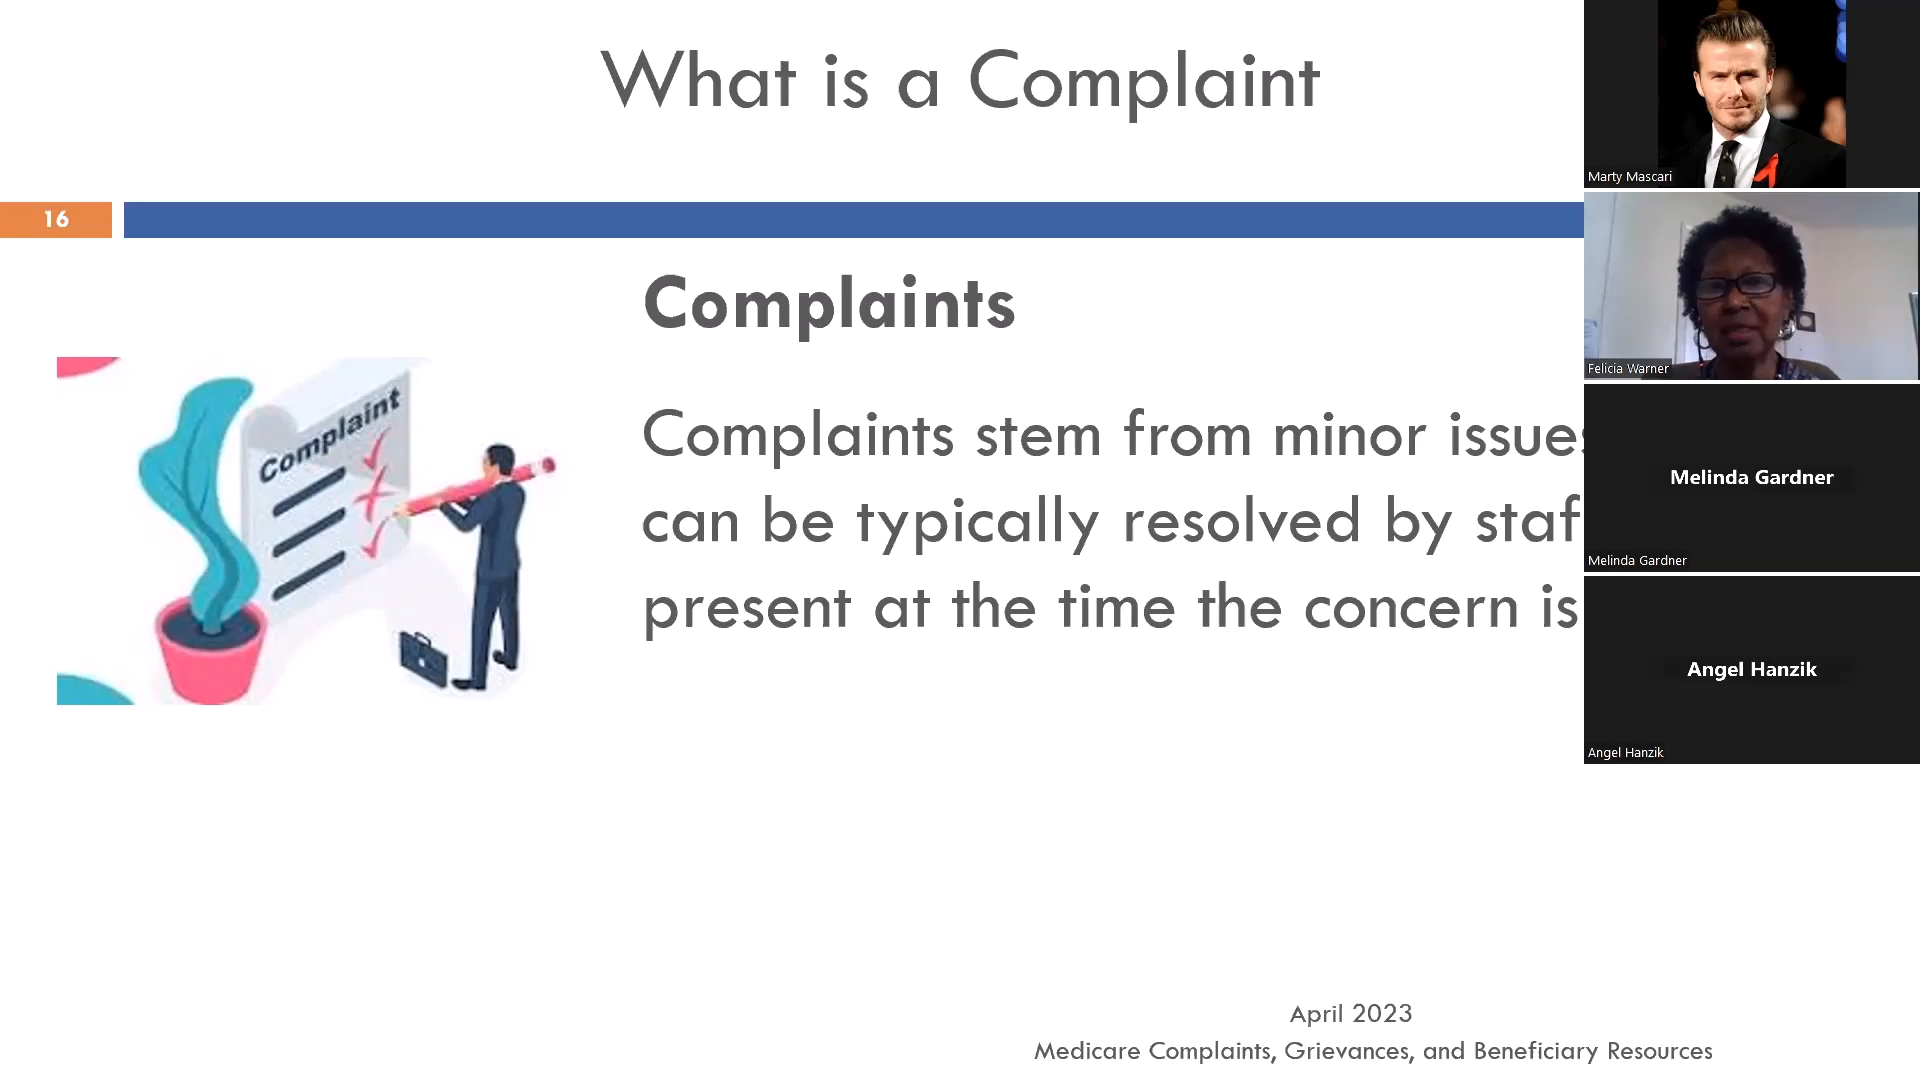 What is a Complaint
16
Complaints
Complaint
Complaints stem from minor issues
can be typically resolved by staf
present at the time the concern is
April 2023
Medicare Complaints, Grievances, and Beneficiary Resources
Marty Mascari
Felicia Warner
Melinda Gardner
Melinda Gardner
Angel Hanzik
Angel Hanzik